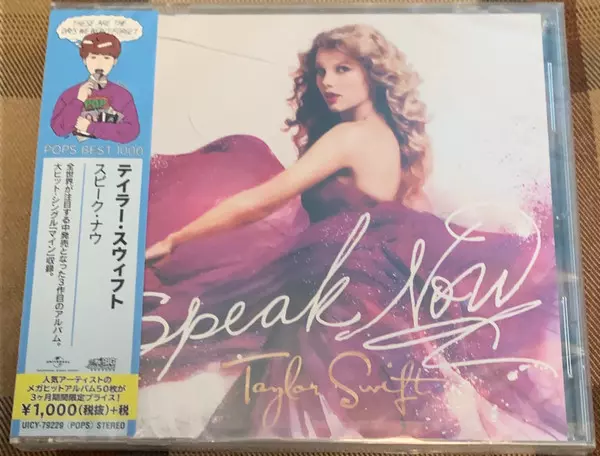 THESE ARE THE
DAYS WE WON'T FORGET
POP
POPS BEST 1000
テイラー・スウィフト
スピーク・ナウ
全世界が注目する中発売となった3作目のアルバム。
大ヒット・シングル「マイン」収録。
UNIVERSAL
BIG MACHINE
人気アーティストの
メガヒットアルバム50枚が
3ヶ月期間限定プライス!
¥1,000(税抜)+税
UICY-79229 (POPS) STEREO
Speak Now
Taylor Swift